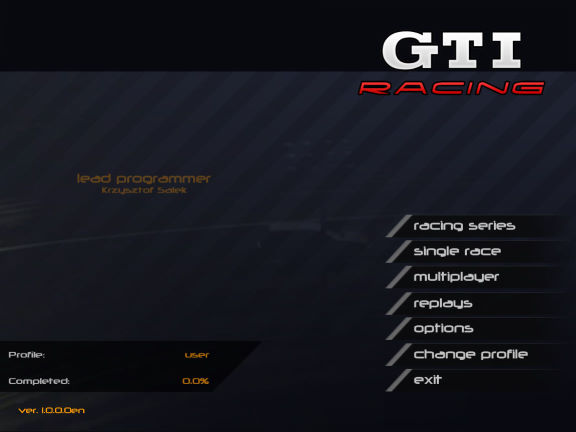 GTI
RACING
lead programmer
Krzysztof Salek
racing series
single race
multiplayer
replays
options
change profile
exit
Profile: user
Completed: 0.0%
ver. 1.0.0.0en